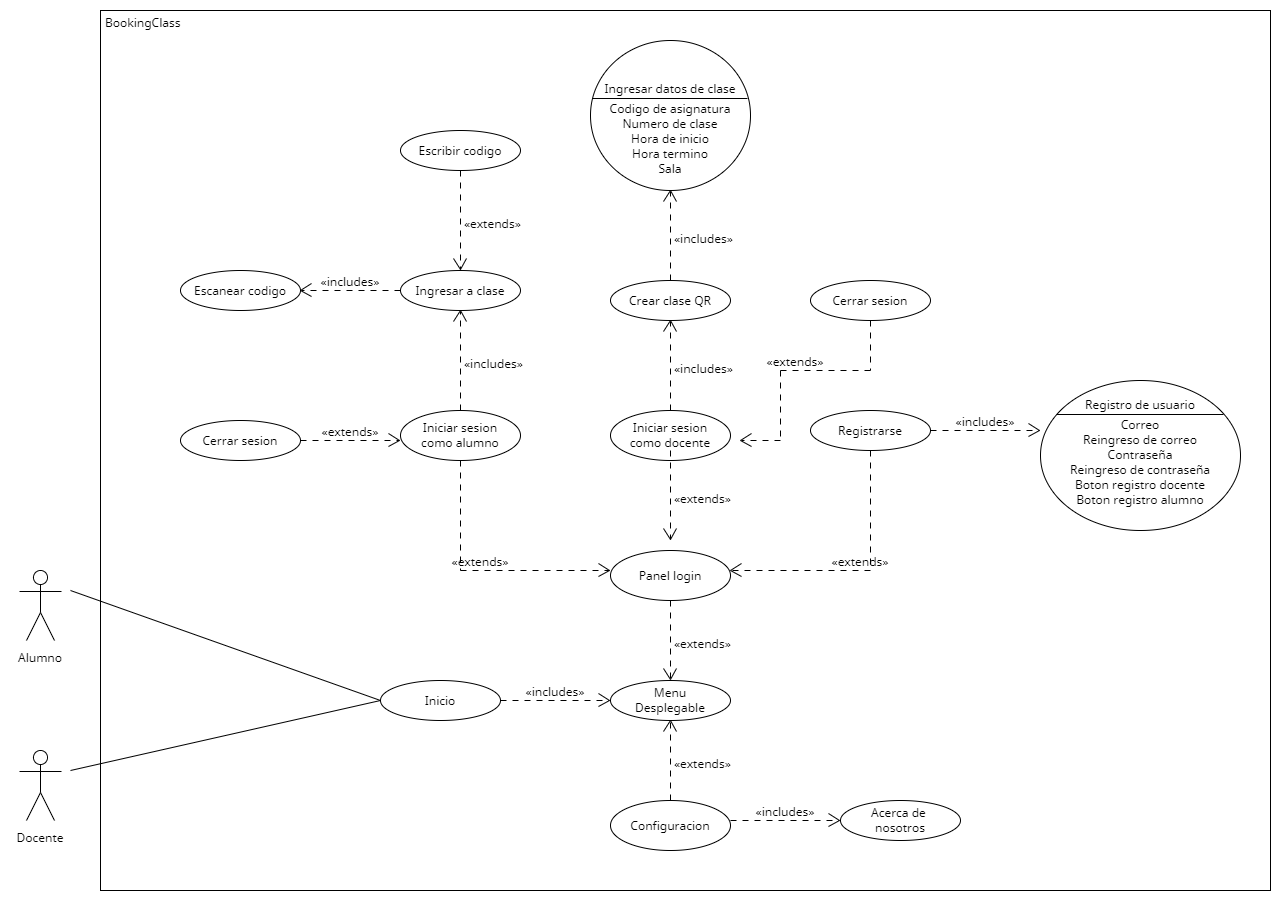 BookingClass
Ingresar datos de clase
Codigo de asignatura
Numero de clase
Hora de inicio
Hora termino
Sala
Escribir codigo
«extends»
«includes»
Escanear codigo
«includes»
Ingresar a clase
Crear clase QR
Cerrar sesion
«includes»
«includes»
«extends»
Cerrar sesion
«extends»
Iniciar sesion
como alumno
Iniciar sesion
como docente
Registrarse
«includes»
Registro de usuario
Correo
Reingreso de correo
Contraseña
Reingreso de contraseña
Boton registro docente
Boton registro alumno
«extends»
«extends»
«extends»
Panel login
Alumno
«extends»
Inicio
«includes»
Menu
Desplegable
«extends»
Docente
Configuracion
«includes»
Acerca de
nosotros